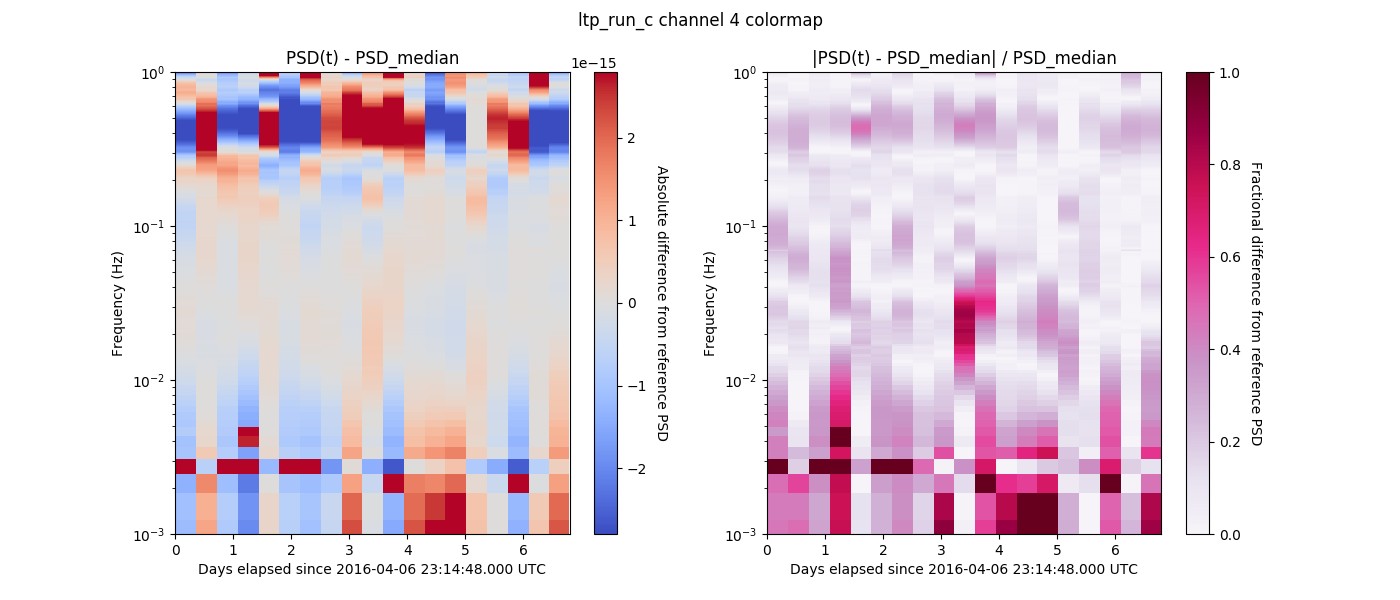 ltp_run_c channel 4 colormap
PSD(t) - PSD_median
1e−15
10⁰
10⁻¹
10⁻²
10⁻³
Frequency (Hz)
0 1 2 3 4 5 6
Days elapsed since 2016-04-06 23:14:48.000 UTC
2
1
0
−1
−2
Absolute difference from reference PSD
|PSD(t) - PSD_median| / PSD_median
10⁰
10⁻¹
10⁻²
10⁻³
Frequency (Hz)
0 1 2 3 4 5 6
Days elapsed since 2016-04-06 23:14:48.000 UTC
1.0
0.8
0.6
0.4
0.2
0.0
Fractional difference from reference PSD